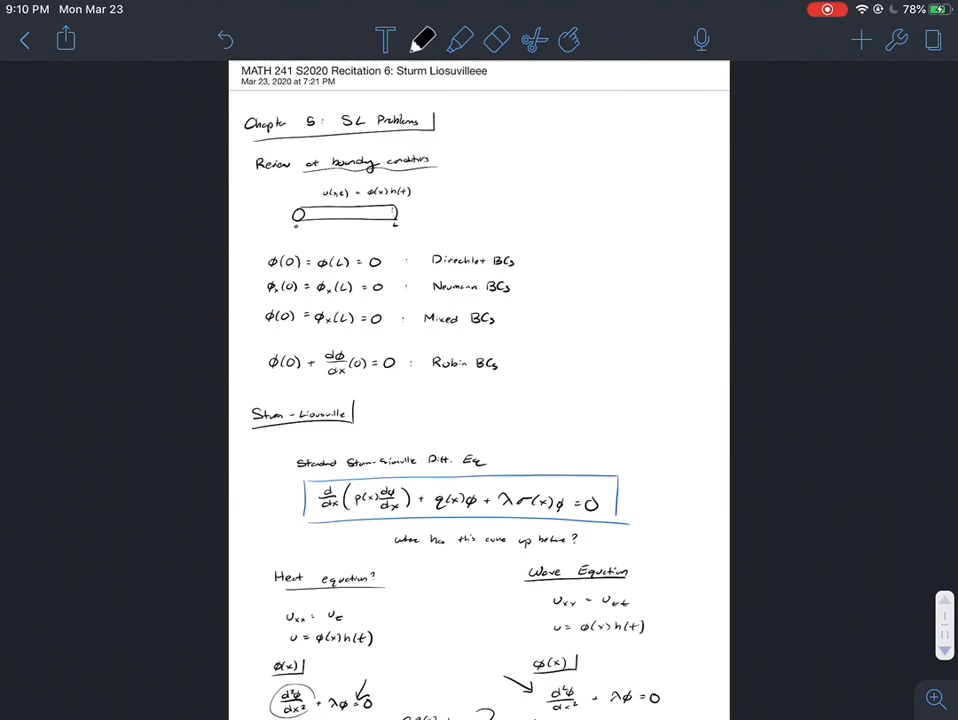 9:10 PM Mon Mar 23 78%
T
MATH 241 S2020 Recitation 6: Sturm Liosuvilleee
Mar 23, 2020 at 7:21 PM
Chapter 5: SL Problems
Review of boundary conditions
u(x,t) = φ(x)h(t)
0 L
φ(0) = φ(L) = 0 : Direchlet BCs
φₓ(0) = φₓ(L) = 0 : Neumann BCs
φ(0) = φₓ(L) = 0 : Mixed BCs
φ(0) + dφ/dx (0) = 0 : Robin BCs
Sturm-Liousville
Standard Sturm-Liouville Diff. Eq
d/dx (p(x) dφ/dx) + q(x)φ + λσ(x)φ = 0
where has this come up before?
Heat equation? Wave Equation
uₓₓ = uₜ uₓₓ = uₜₜ
u = φ(x)h(t) u = φ(x)h(t)
φ(x) φ(x)
d²φ/dx² + λφ = 0 d²φ/dx² + λφ = 0